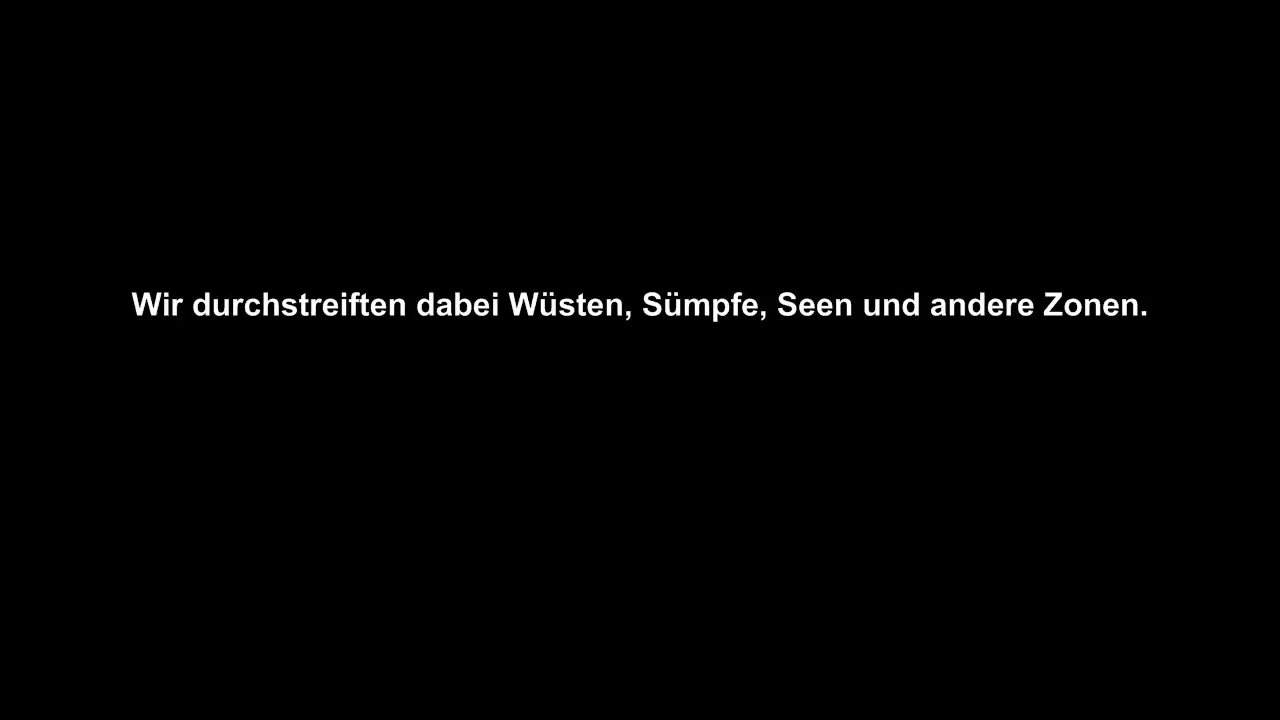 Wir durchstreiften dabei Wüsten, Sümpfe, Seen und andere Zonen.